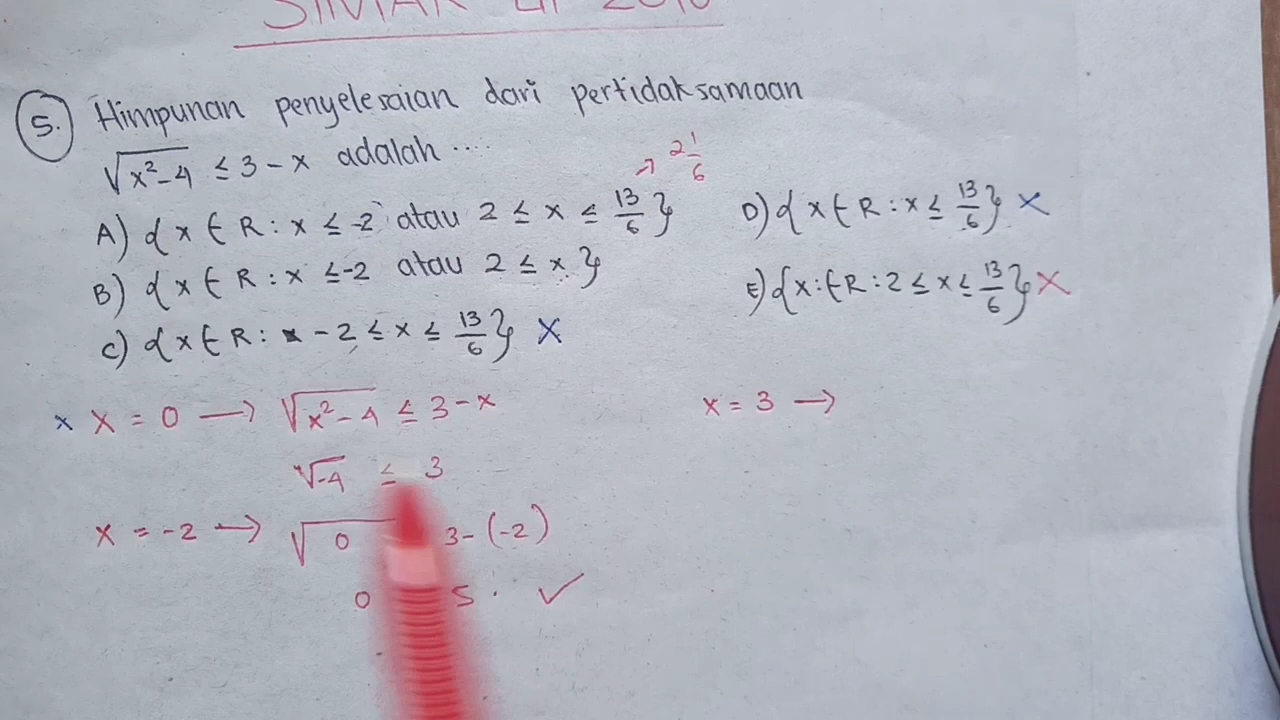 5. Himpunan penyelesaian dari pertidaksamaan
√x²-4 ≤ 3 - x adalah ....
→ 2 1/6
A) {x ∈ R : x ≤ -2 atau 2 ≤ x ≤ 13/6}
B) {x ∈ R : x ≤ -2 atau 2 ≤ x}
C) {x ∈ R : - 2 ≤ x ≤ 13/6} X
D) {x ∈ R : x ≤ 13/6} X
E) {x : ∈ R : 2 ≤ x ≤ 13/6} X
x X = 0 → √x²-4 ≤ 3 - x
√-4 ≤ 3
X = -2 → √0 3 - (-2)
0 5 . ✓
X = 3 →